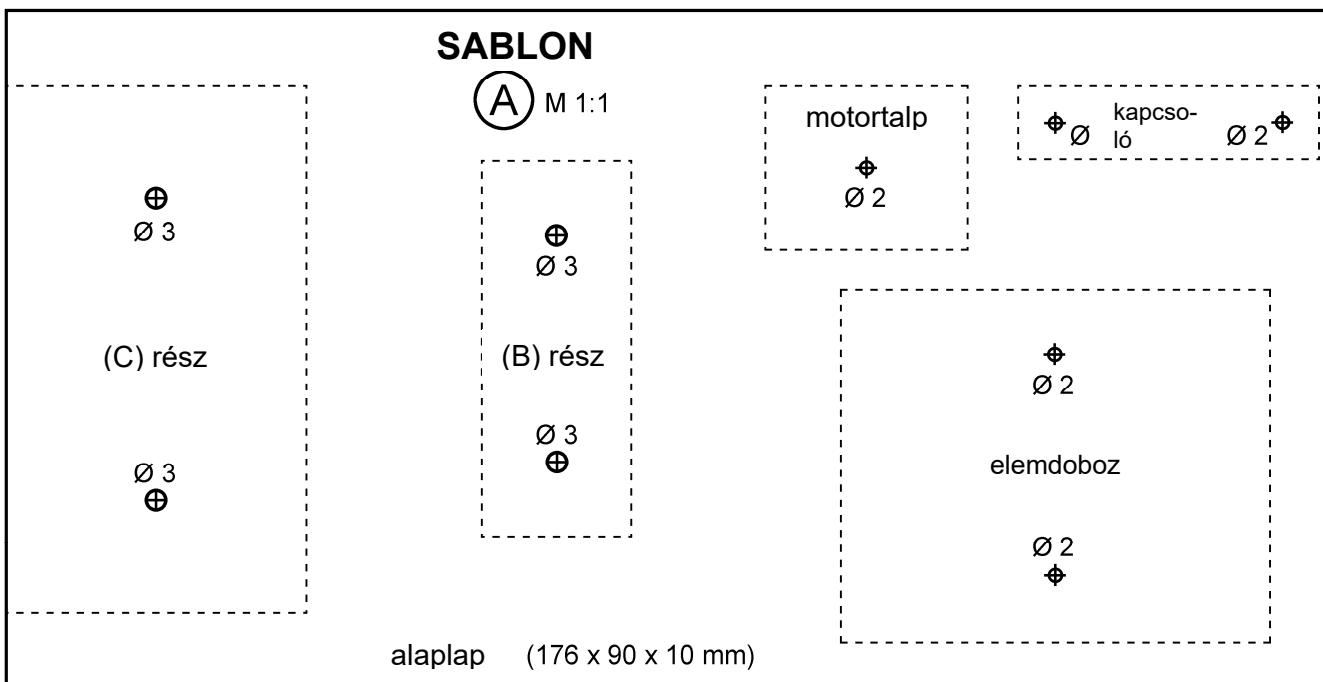 SABLON
A M 1:1
motortalp
Ø 2
kapcso-
ló
Ø
Ø 2
Ø 3
(C) rész
Ø 3
Ø 3
(B) rész
Ø 3
Ø 2
elemdoboz
Ø 2
alaplap (176 x 90 x 10 mm)